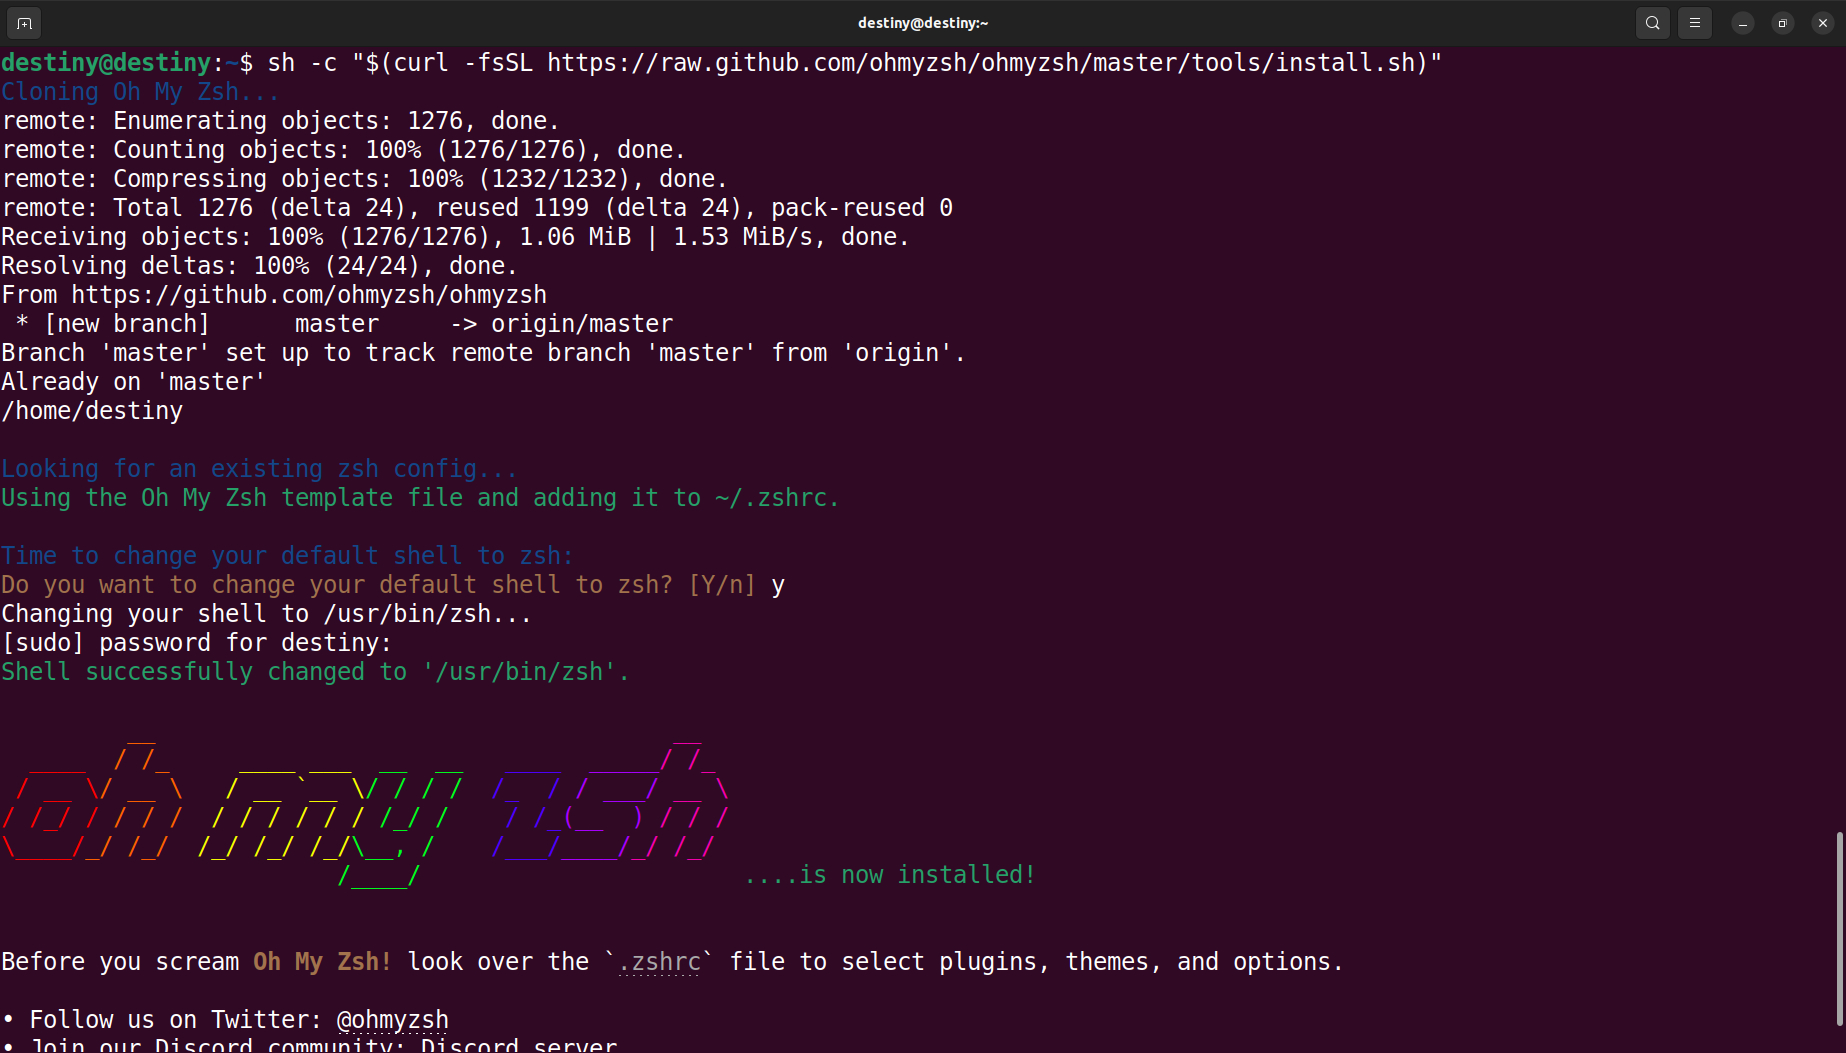 destiny@destiny:~
destiny@destiny:~$ sh -c "$(curl -fsSL https://raw.github.com/ohmyzsh/ohmyzsh/master/tools/install.sh)"
Cloning Oh My Zsh...
remote: Enumerating objects: 1276, done.
remote: Counting objects: 100% (1276/1276), done.
remote: Compressing objects: 100% (1232/1232), done.
remote: Total 1276 (delta 24), reused 1199 (delta 24), pack-reused 0
Receiving objects: 100% (1276/1276), 1.06 MiB | 1.53 MiB/s, done.
Resolving deltas: 100% (24/24), done.
From https://github.com/ohmyzsh/ohmyzsh
 * [new branch]      master     -> origin/master
Branch 'master' set up to track remote branch 'master' from 'origin'.
Already on 'master'
/home/destiny
Looking for an existing zsh config...
Using the Oh My Zsh template file and adding it to ~/.zshrc.
Time to change your default shell to zsh:
Do you want to change your default shell to zsh? [Y/n] y
Changing your shell to /usr/bin/zsh...
[sudo] password for destiny:
Shell successfully changed to '/usr/bin/zsh'.
oh my zsh
....is now installed!
Before you scream Oh My Zsh! look over the `.zshrc` file to select plugins, themes, and options.
• Follow us on Twitter: @ohmyzsh
• Join our Discord community: Discord server